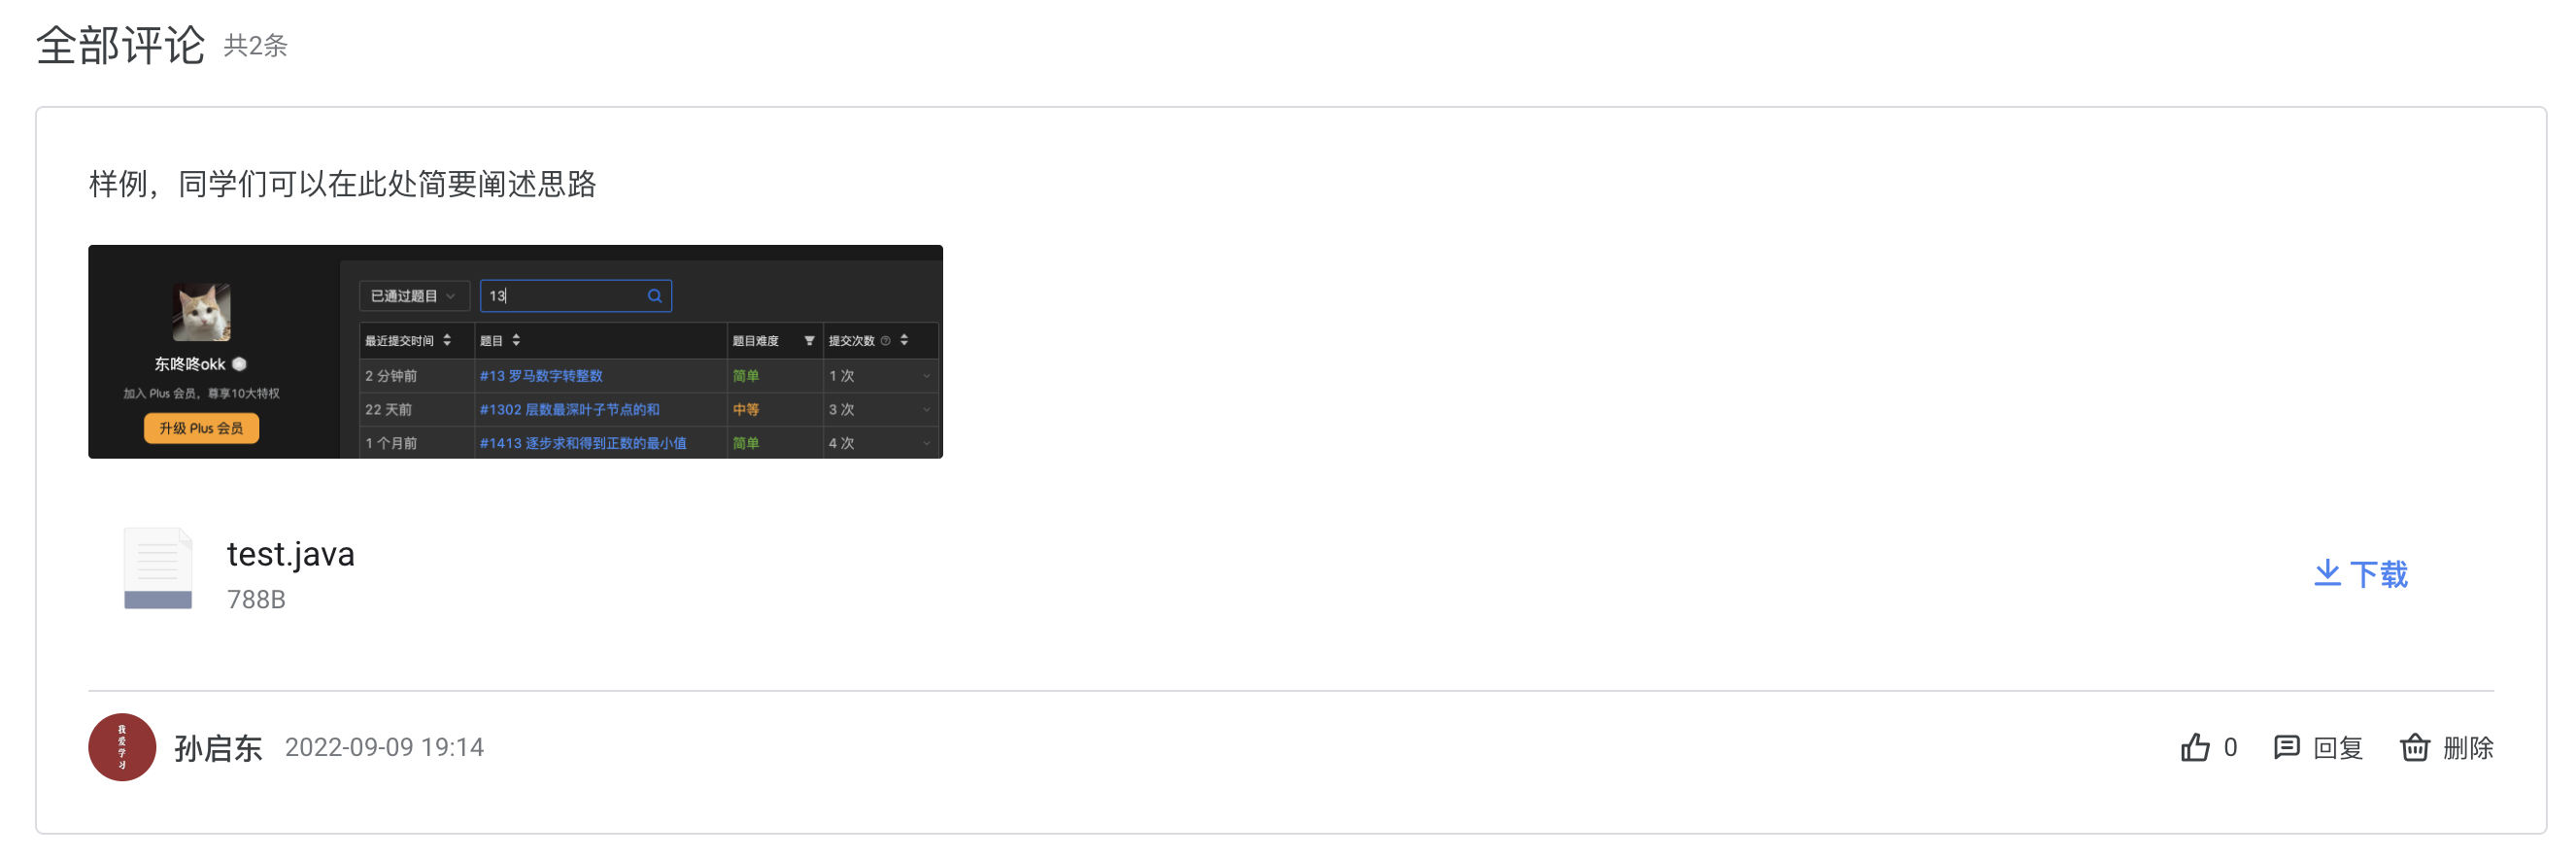 全部评论 共2条
样例，同学们可以在此处简要阐述思路
已通过题目 13
东咚咚okk
加入 Plus 会员，尊享10大特权
升级 Plus 会员
最近提交时间 题目 题目难度 提交次数
2 分钟前 #13 罗马数字转整数 简单 1 次
22 天前 #1302 层数最深叶子节点的和 中等 3 次
1 个月前 #1413 逐步求和得到正数的最小值 简单 4 次
test.java
788B
下载
我爱学习
孙启东 2022-09-09 19:14 0 回复 删除